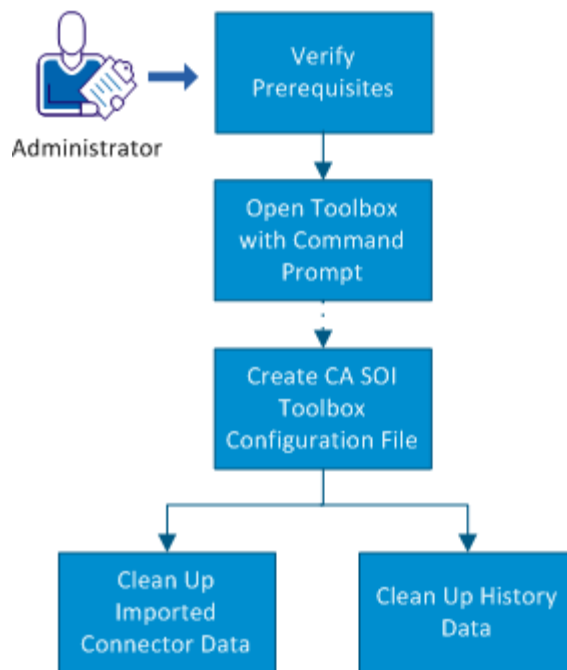 Verify
Prerequisites
Administrator
Open Toolbox
with Command
Prompt
Create CA SOI
Toolbox
Configuration File
Clean Up
Imported
Connector Data
Clean Up History
Data